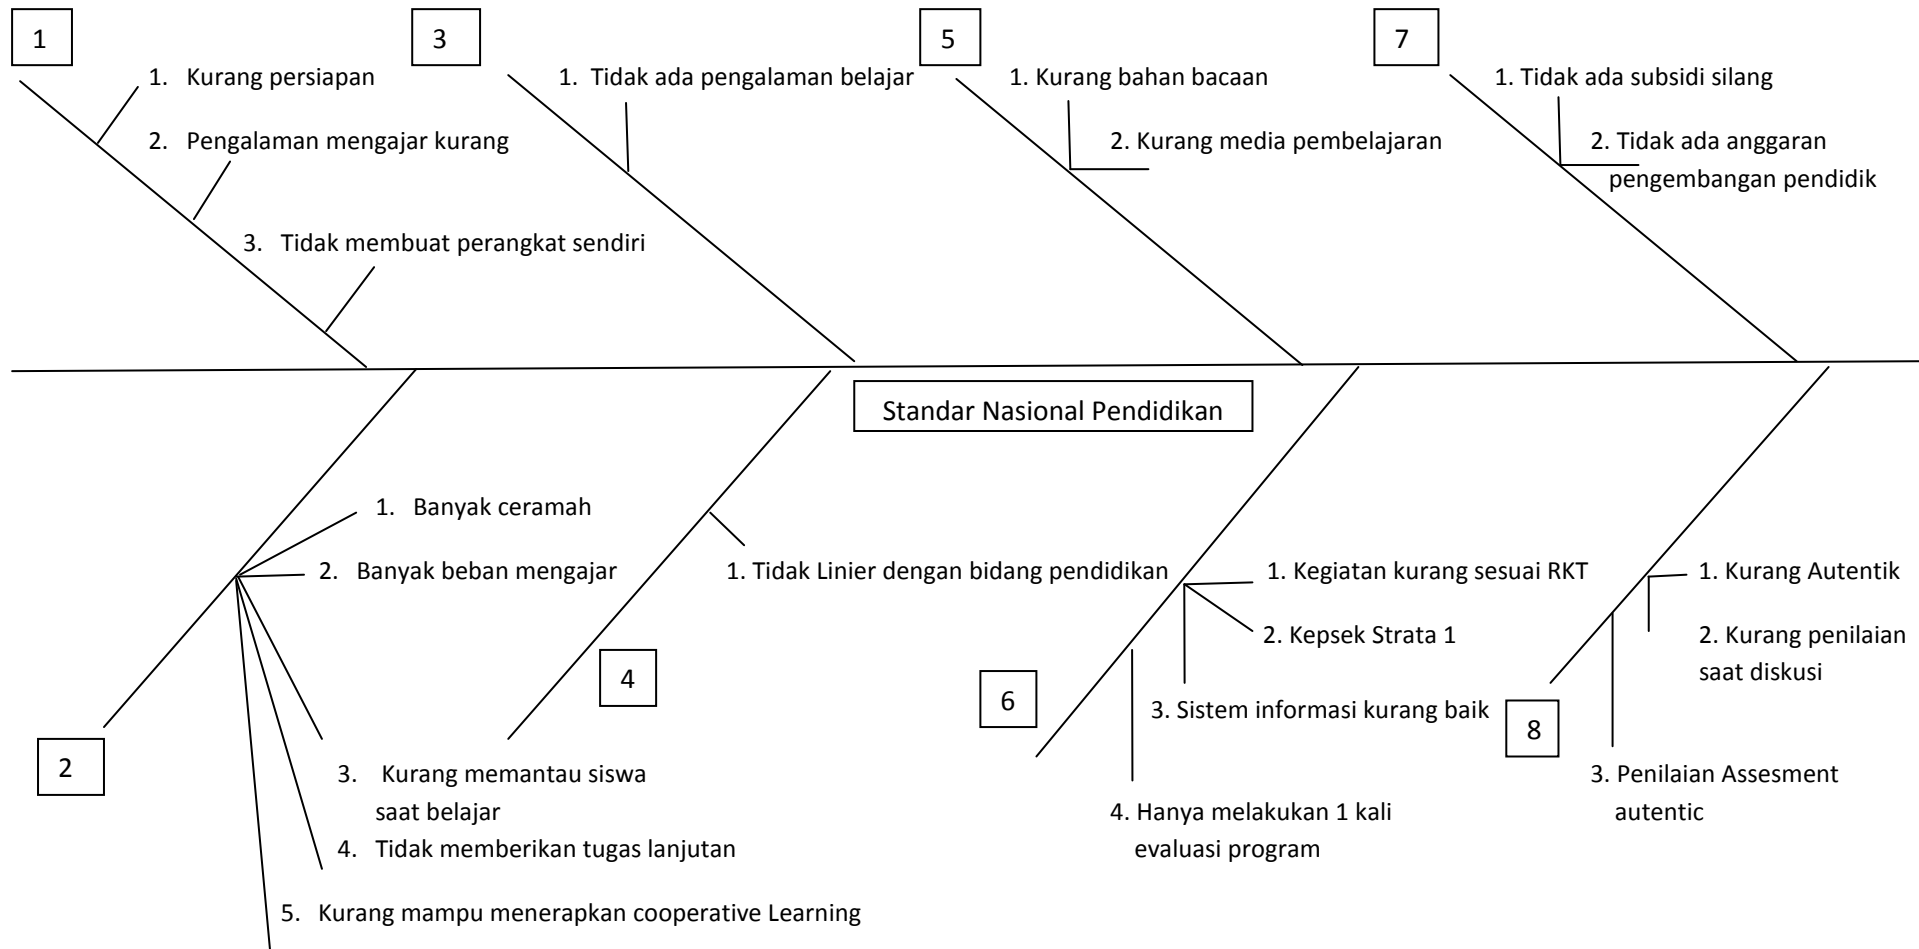 1
3
5
7
1. Kurang persiapan
1. Tidak ada pengalaman belajar
1. Kurang bahan bacaan
1. Tidak ada subsidi silang
2. Pengalaman mengajar kurang
2. Kurang media pembelajaran
2. Tidak ada anggaran
pengembangan pendidik
3. Tidak membuat perangkat sendiri
Standar Nasional Pendidikan
1. Banyak ceramah
2. Banyak beban mengajar
1. Tidak Linier dengan bidang pendidikan
1. Kegiatan kurang sesuai RKT
1. Kurang Autentik
2. Kepsek Strata 1
2. Kurang penilaian
saat diskusi
4
6
3. Sistem informasi kurang baik
8
2
3. Kurang memantau siswa
saat belajar
3. Penilaian Assesment
autentic
4. Hanya melakukan 1 kali
evaluasi program
4. Tidak memberikan tugas lanjutan
5. Kurang mampu menerapkan cooperative Learning